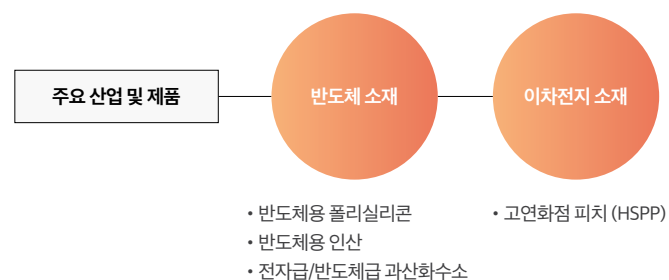 주요 산업 및 제품
반도체 소재
이차전지 소재
• 반도체용 폴리실리콘
• 반도체용 인산
• 전자급/반도체급 과산화수소
• 고연화점 피치 (HSPP)